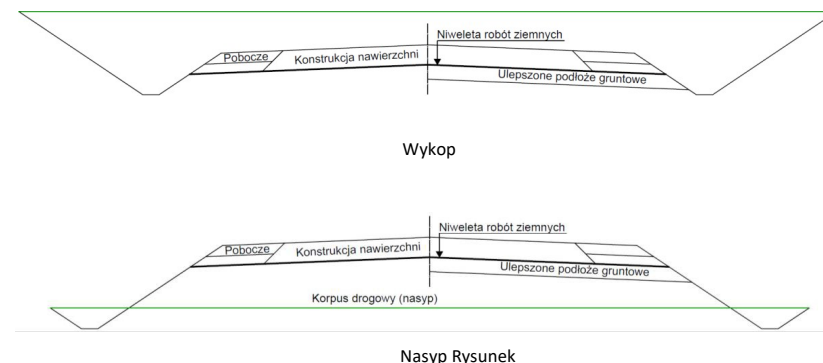 Niweleta robót ziemnych
Pobocze
Konstrukcja nawierzchni
Ulepszone podłoże gruntowe
Wykop
Niweleta robót ziemnych
Pobocze
Konstrukcja nawierzchni
Ulepszone podłoże gruntowe
Korpus drogowy (nasyp)
Nasyp Rysunek